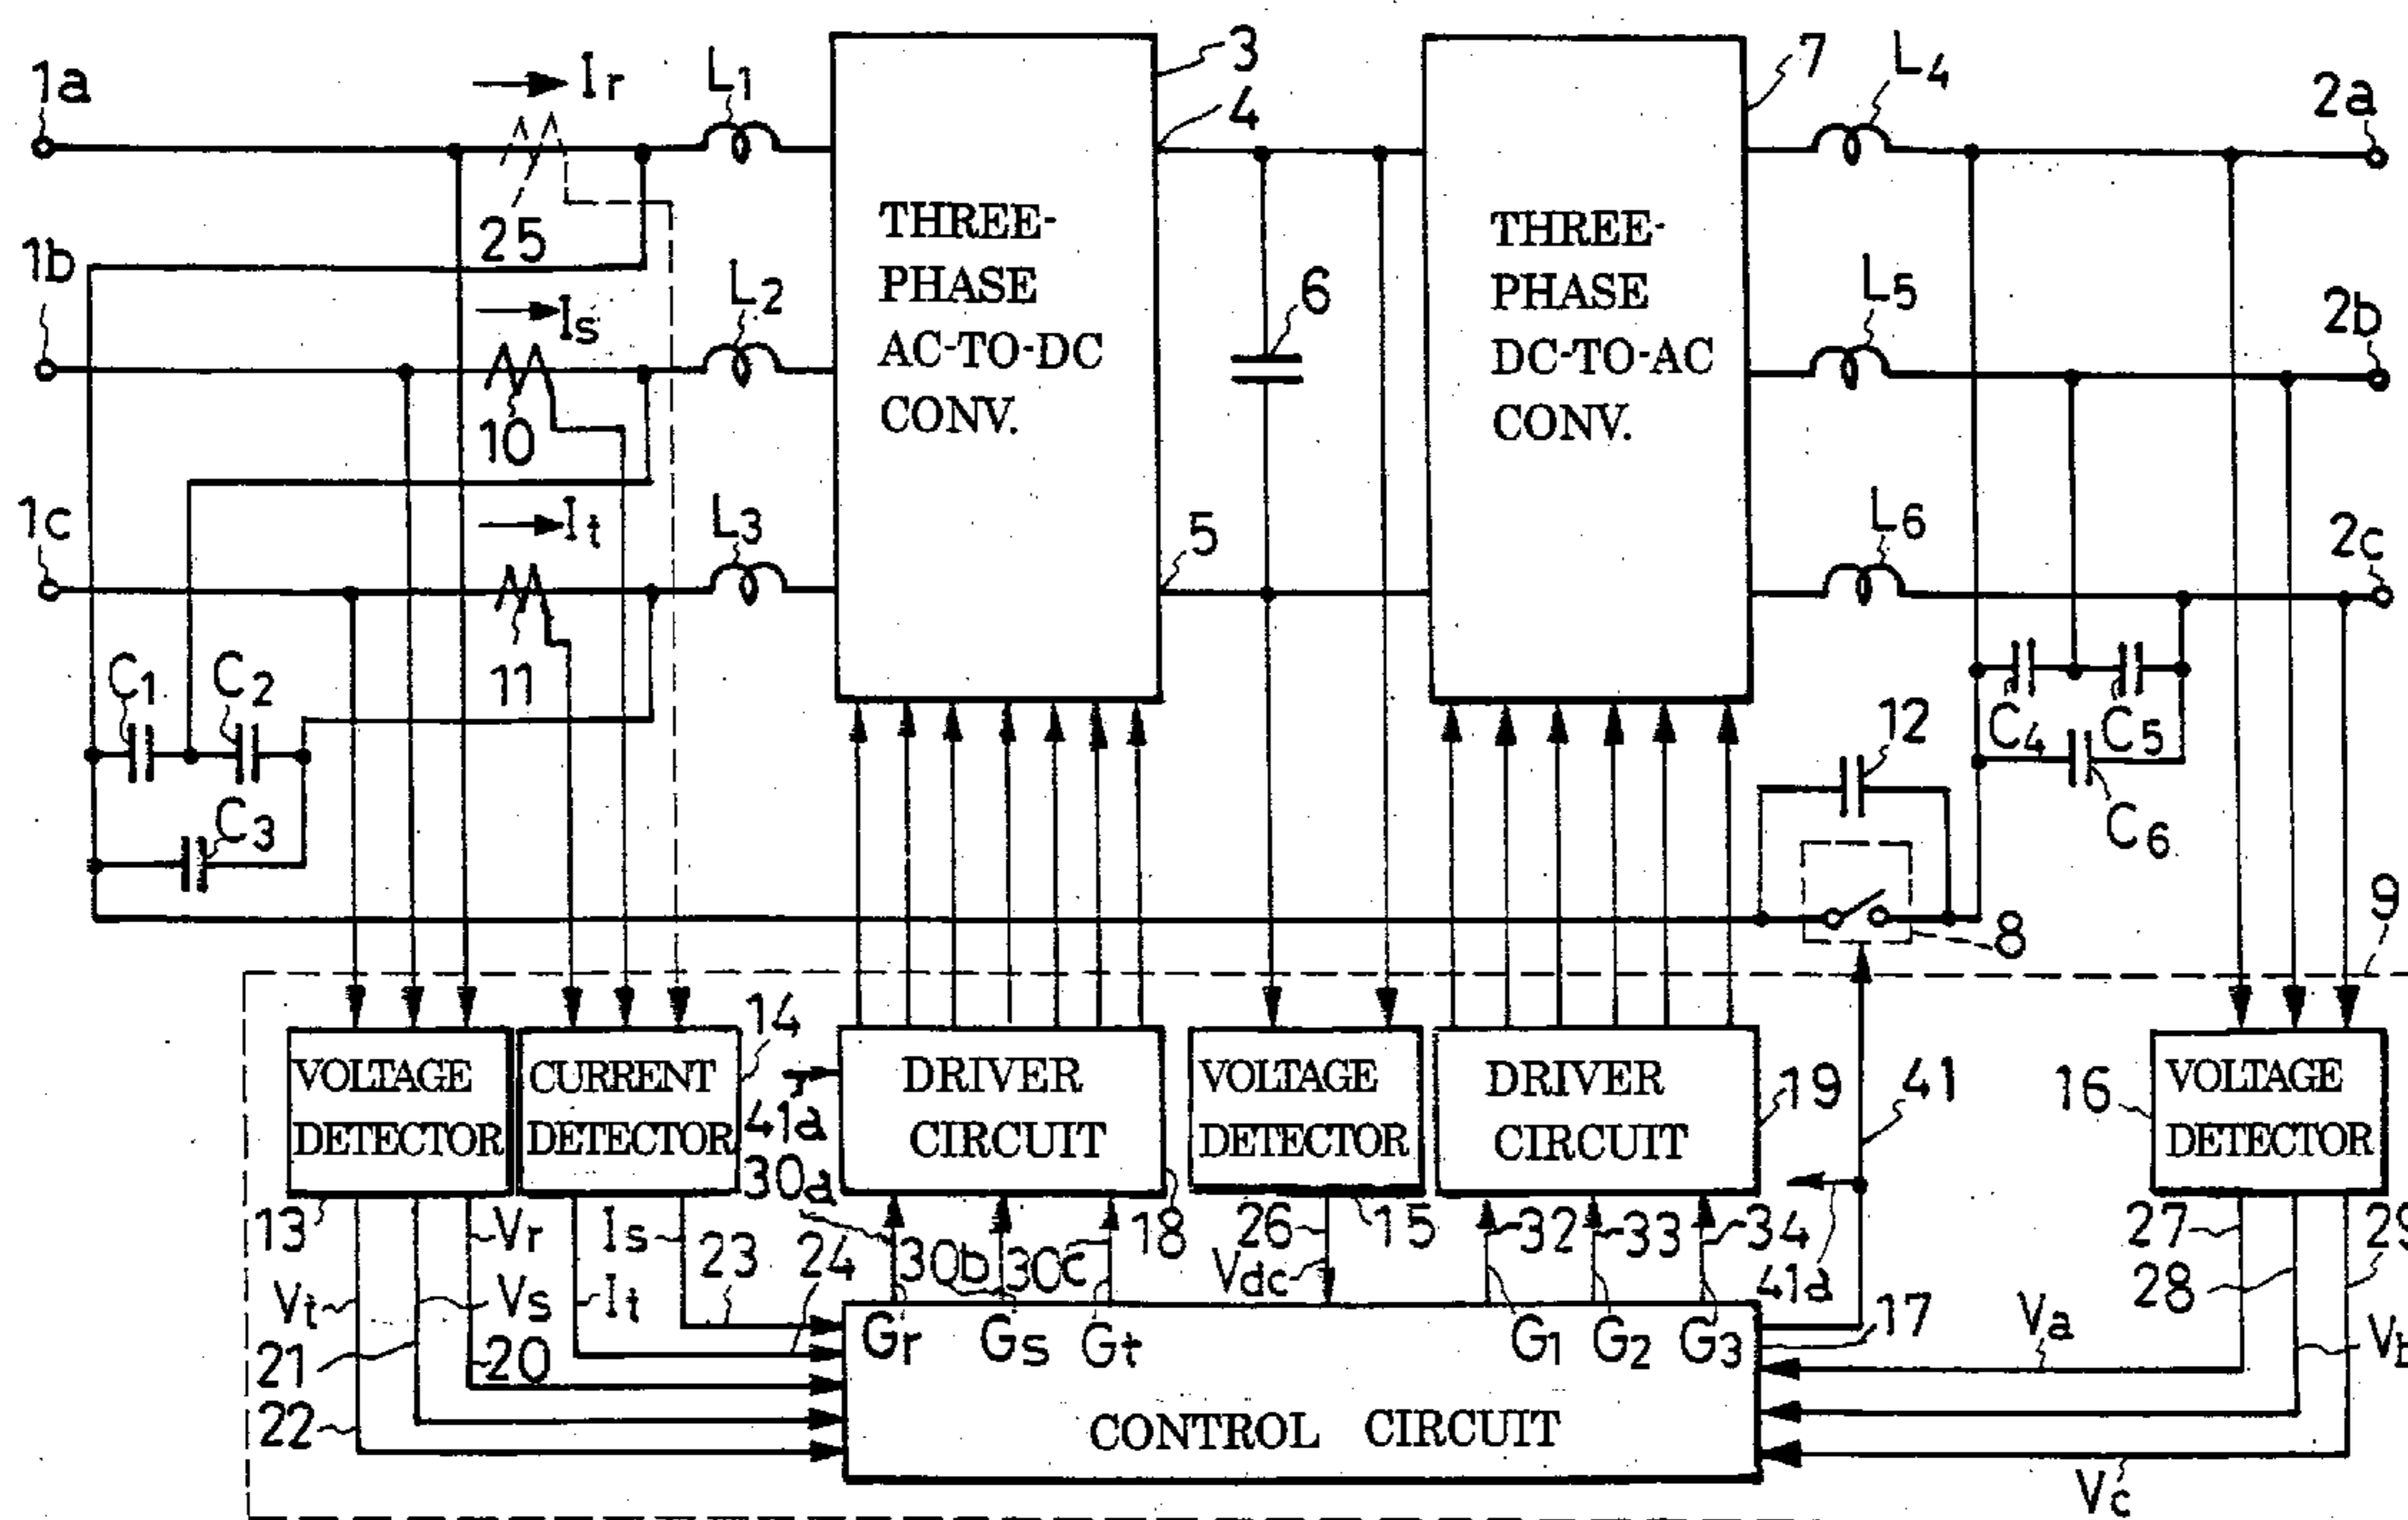 1a
Ir
L1
3
4
7
L4
2a
25
1b
Is
L2
6
L5
2b
THREE-
PHASE
AC-TO-DC
CONV.
THREE-
PHASE
DC-TO-AC
CONV.
10
1c
It
L3
5
L6
2c
11
C1
C2
C3
12
C4
C5
C6
8
9
14
41a
VOLTAGE
DETECTOR
CURRENT
DETECTOR
DRIVER
CIRCUIT
VOLTAGE
DETECTOR
DRIVER
CIRCUIT
19
41
16
VOLTAGE
DETECTOR
30a
13
Vr
Is
23
24
30b
30c
18
26
15
32
33
34
41a
27
28
29
Vt
Vs
It
Vdc
21
20
22
Gr
Gs
Gt
G1
G2
G3
17
Va
Vb
CONTROL CIRCUIT
Vc